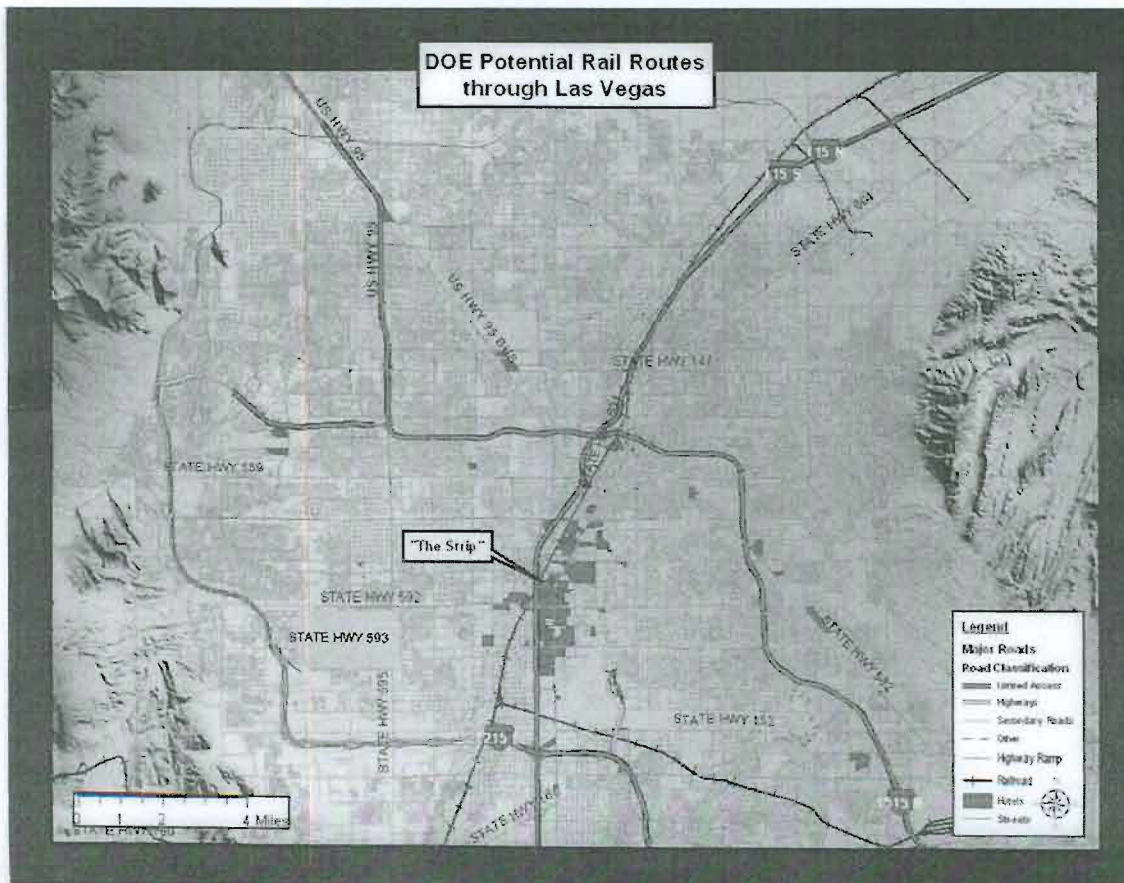 DOE Potential Rail Routes
through Las Vegas
US HWY 95
15
15 S
STATE HWY
US HWY 95
US HWY 95 BUS
STATE HWY 147
STATE HWY 159
"The Strip"
STATE HWY 592
STATE HWY 593
STATE HWY 595
STATE HWY
STATE HWY
215
STATE HWY
Legend
Major Roads
Road Classification
Limited Access
Highways
Secondary Roads
Other
Highway Ramp
Railroad
Hotels
Streets
0 1 2 4 Miles